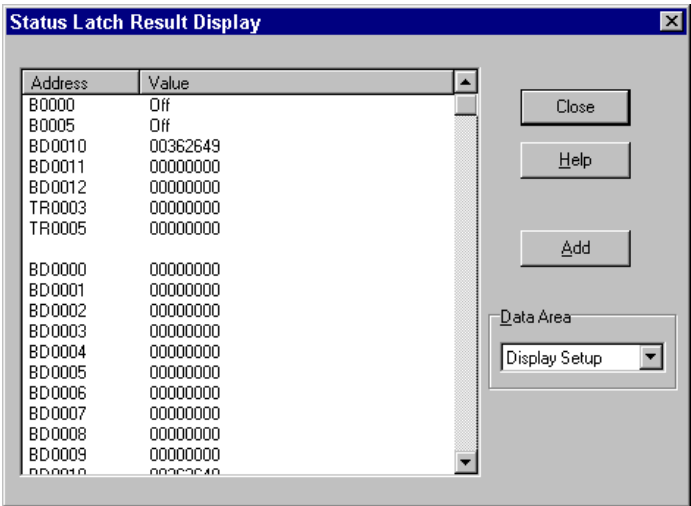 Status Latch Result Display
Address Value
B0000 Off
B0005 Off
BD0010 00362649
BD0011 00000000
BD0012 00000000
TR0003 00000000
TR0005 00000000
BD0000 00000000
BD0001 00000000
BD0002 00000000
BD0003 00000000
BD0004 00000000
BD0005 00000000
BD0006 00000000
BD0007 00000000
BD0008 00000000
BD0009 00000000
Close
Help
Add
Data Area
Display Setup